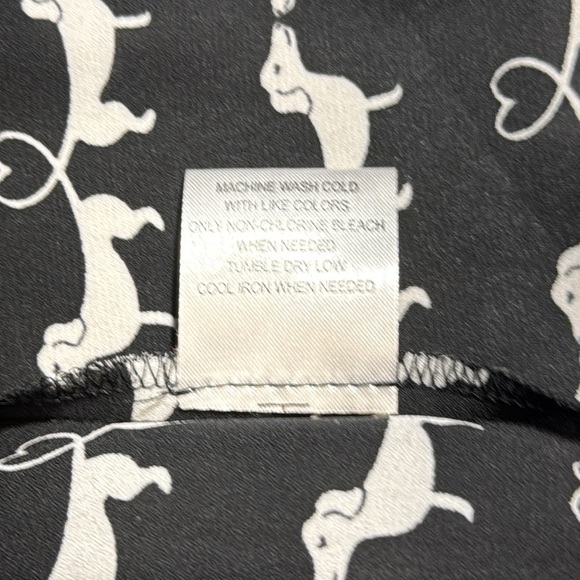 MACHINE WASH COLD
WITH LIKE COLORS
ONLY NON-CHLORINE BLEACH
WHEN NEEDED
TUMBLE DRY LOW
COOL IRON WHEN NEEDED